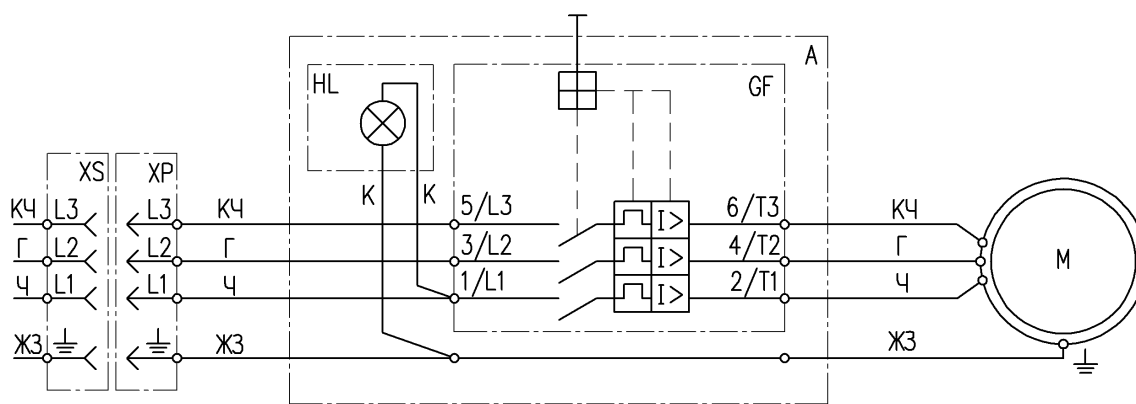 A
HL
GF
XS XP
К К
КЧ L3 L3 КЧ 5/L3 I> 6/T3 КЧ
Г L2 L2 Г 3/L2 I> 4/T2 Г M
Ч L1 L1 Ч 1/L1 I> 2/T1 Ч
ЖЗ ЖЗ ЖЗ